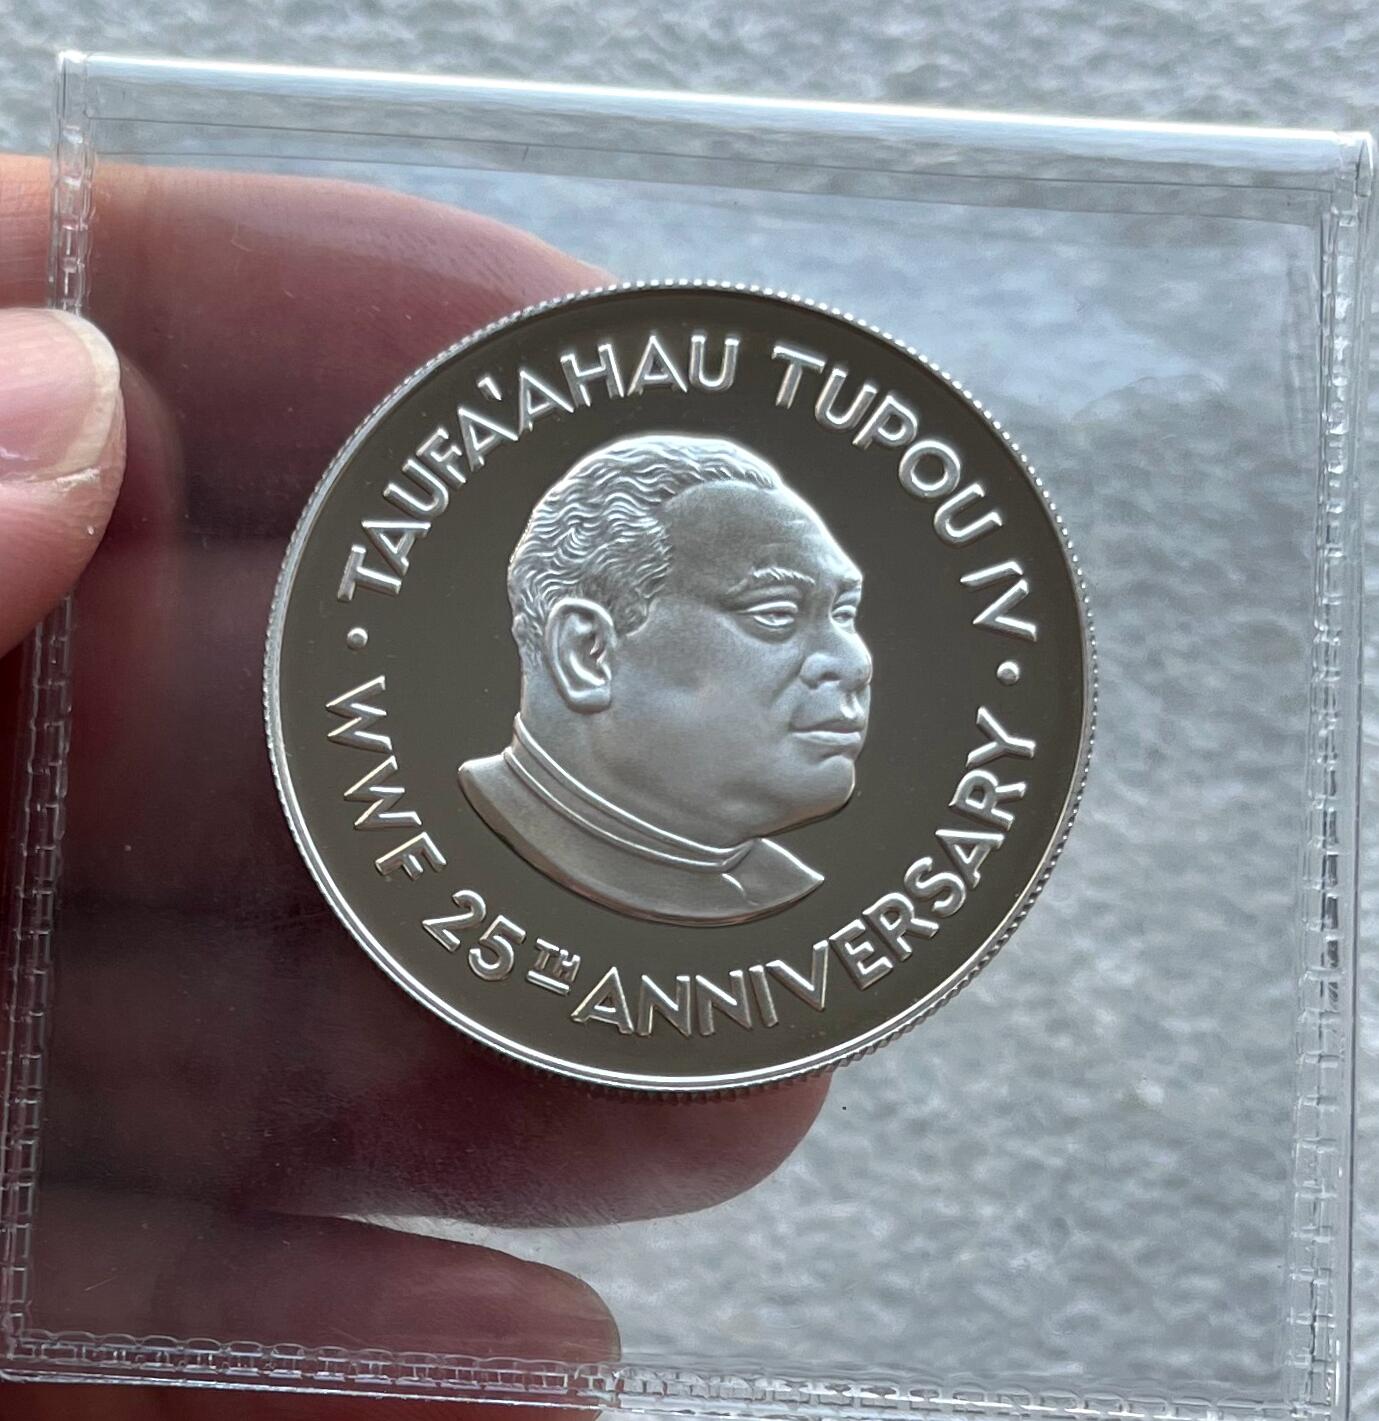 · TAUFA'AHAU TUPOU IV ·
WWF 25TH ANNIVERSARY